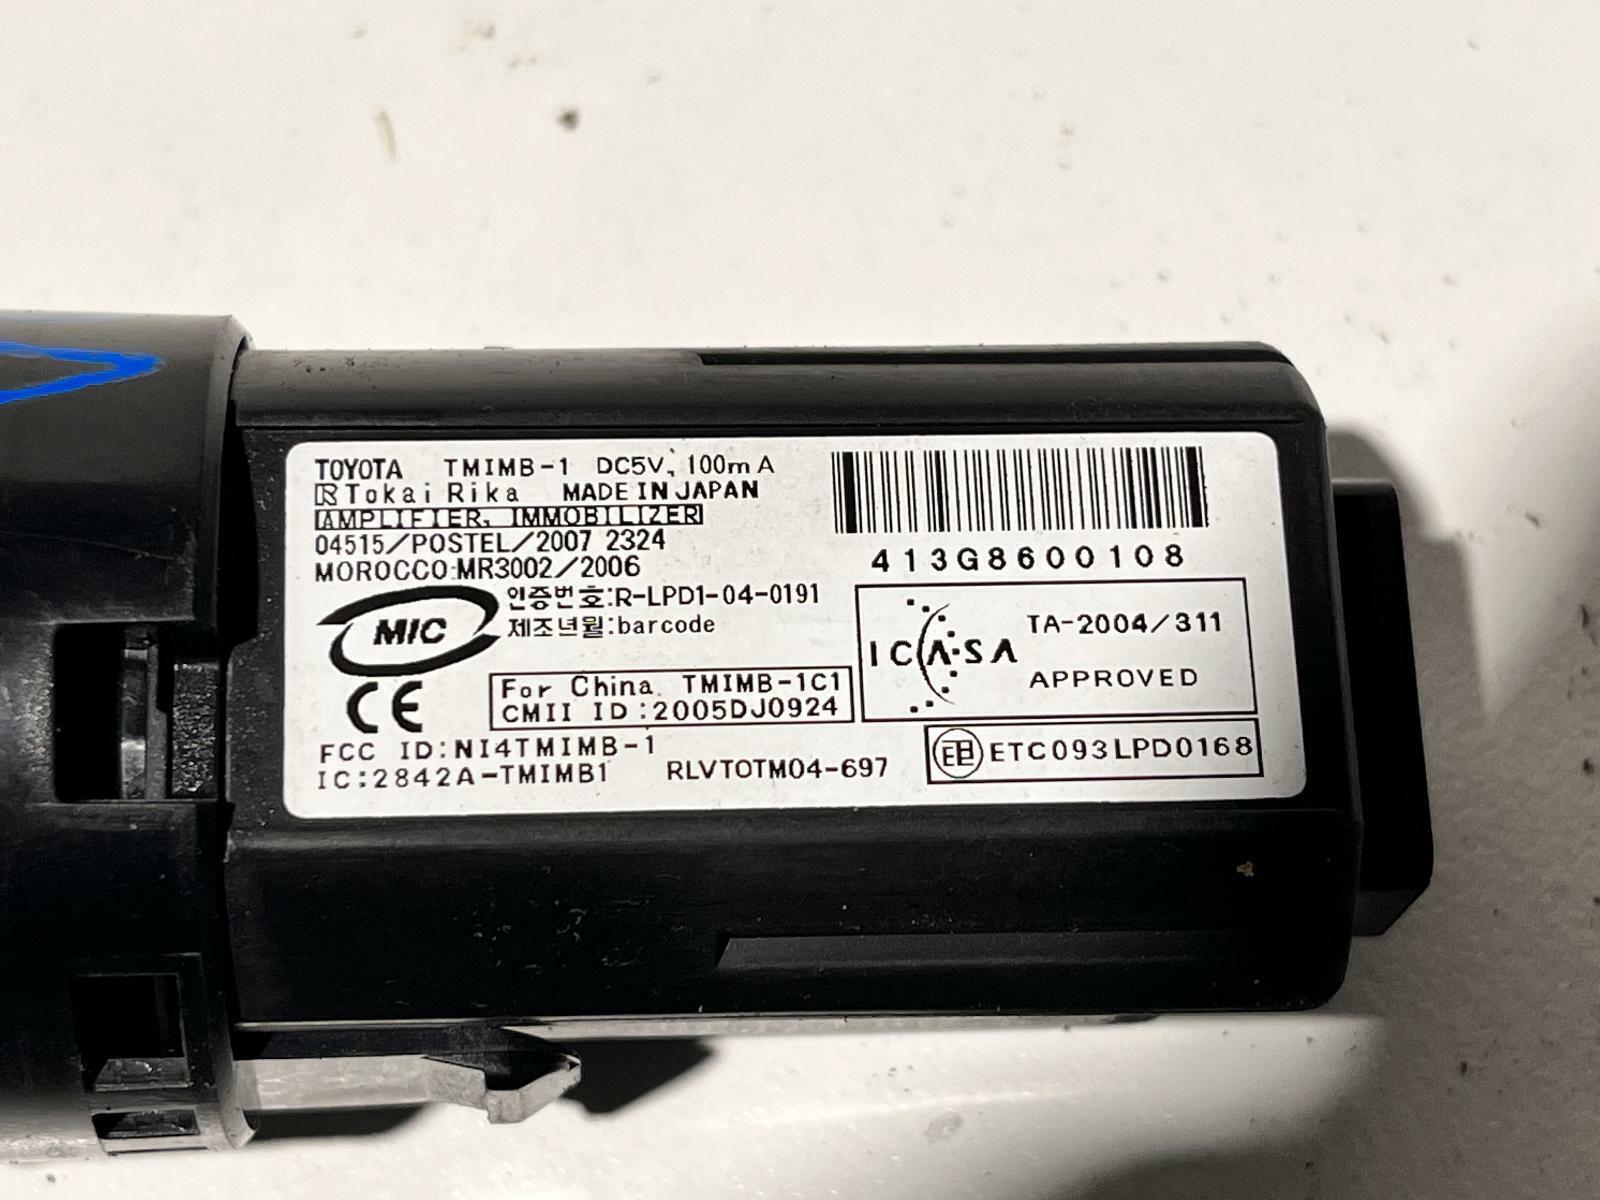 TOYOTA TMIMB-1 DC5V, 100mA
Tokai Rika MADE IN JAPAN
AMPLIFIER, IMMOBILIZER
04515/POSTEL/2007 2324
MOROCCO:MR3002/2006
413G8600108
MIC
인증번호:R-LPD1-04-0191
제조년월:barcode
ICASA TA-2004/311
APPROVED
CE
For China. TMIMB-1C1
CMII ID:2005DJ0924
FCC ID:NI4TMIMB-1
IC:2842A-TMIMB1 RLVTOTM04-697
ETC093LPD0168